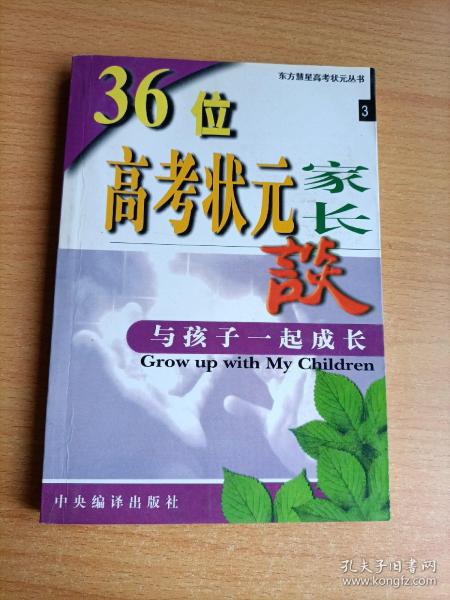 东方慧星高考状元丛书
3
36位
高考状元
家长
談
与孩子一起成长
Grow up with My Children
中央编译出版社
孔夫子旧书网
www.kongfz.com